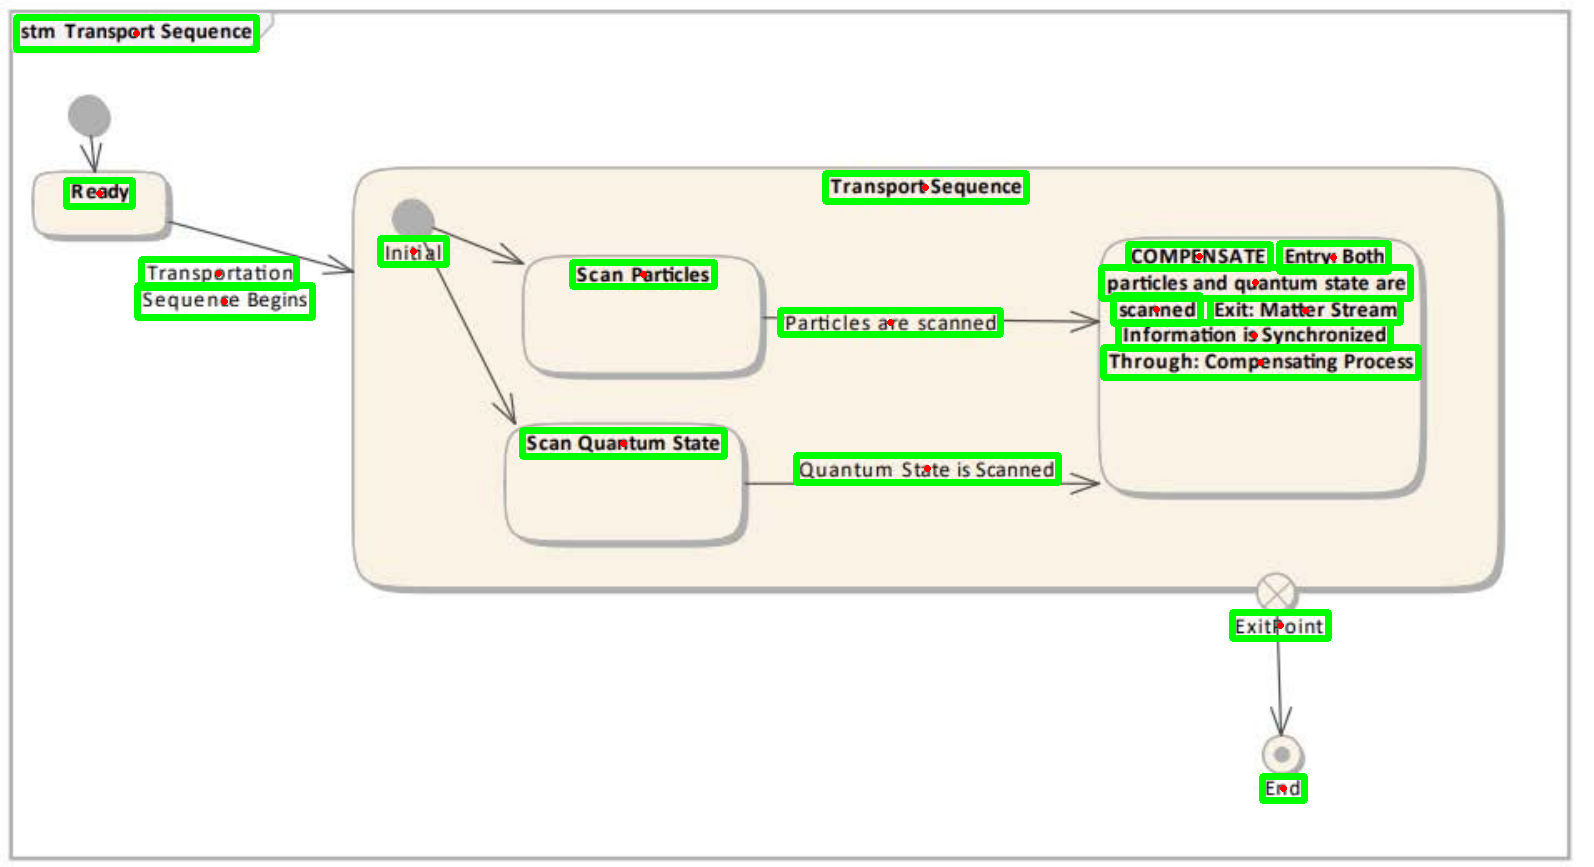 stm Transport Sequence
Ready
Transportation
Sequence Begins
Transport Sequence
Initial
Scan Particles
Particles are scanned
Scan Quantum State
Quantum State is Scanned
COMPENSATE Entry: Both
particles and quantum state are
scanned Exit: Matter Stream
Information is Synchronized
Through: Compensating Process
ExitPoint
End